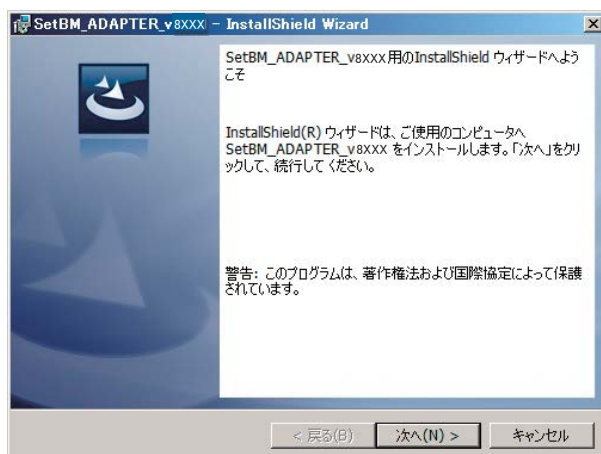 SetBM_ADAPTER_v8XXX - InstallShield Wizard
SetBM_ADAPTER_v8XXX用のInstallShield ウィザードへよう
こそ
InstallShield(R) ウィザードは、ご使用のコンピュータへ
SetBM_ADAPTER_v8XXX をインストールします。「次へ」をクリ
ックして、続行してください。
警告: このプログラムは、著作権法および国際協定によって保護
されています。
< 戻る(B) 次へ(N) > キャンセル